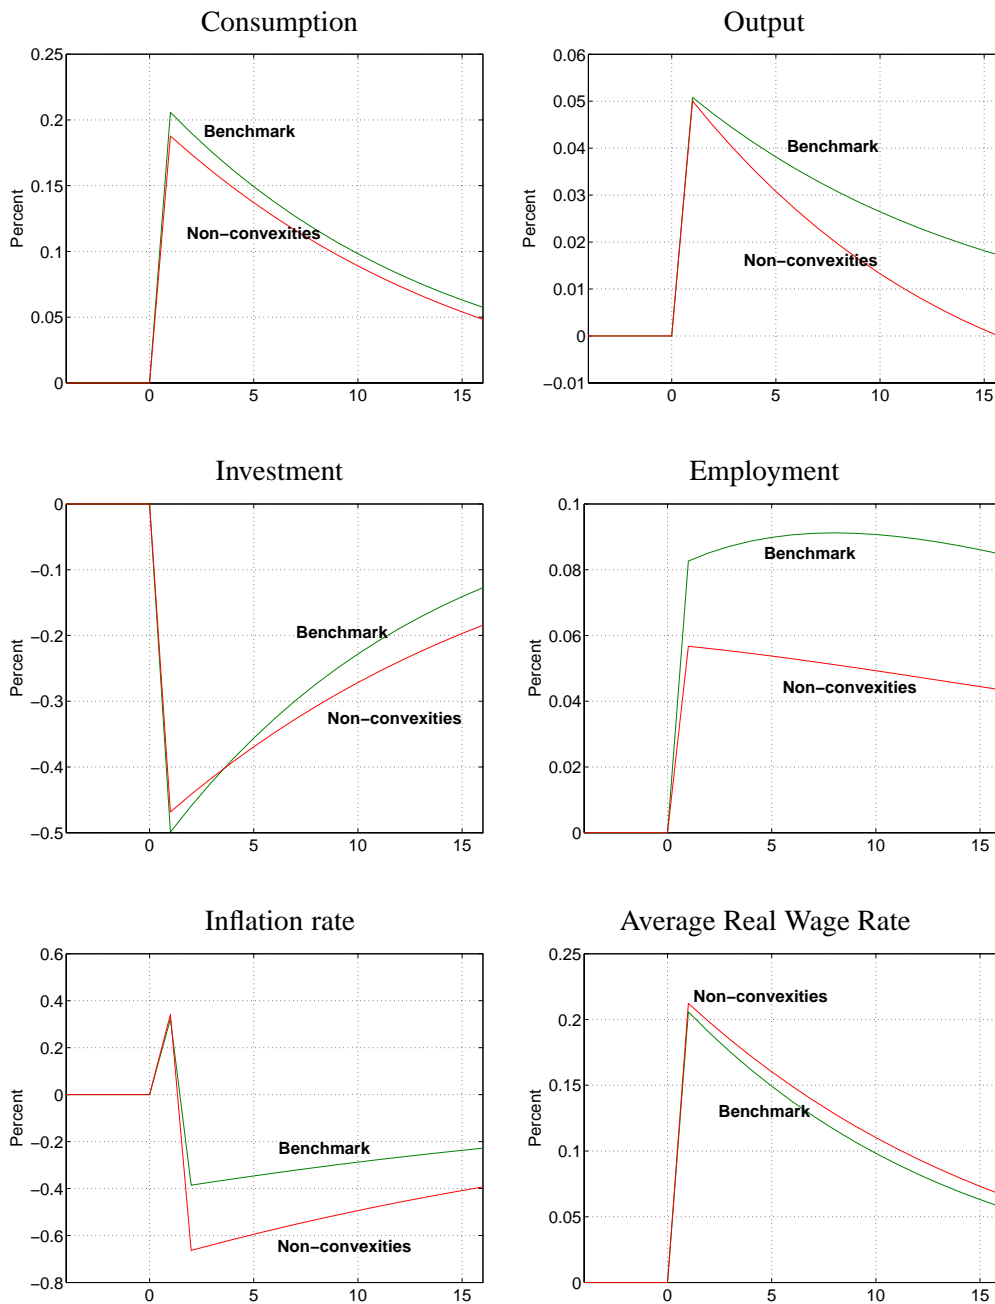 Consumption
0.25
0.2
0.15
0.1
0.05
0
0
5
10
15
Percent
Benchmark
Non-convexities
Output
0.06
0.05
0.04
0.03
0.02
0.01
0
−0.01
0
5
10
15
Percent
Benchmark
Non-convexities
Investment
0
−0.1
−0.2
−0.3
−0.4
−0.5
0
5
10
15
Percent
Benchmark
Non-convexities
Employment
0.1
0.08
0.06
0.04
0.02
0
0
5
10
15
Benchmark
Non-convexities
Inflation rate
0.6
0.4
0.2
0
−0.2
−0.4
−0.6
−0.8
0
5
10
15
Percent
Benchmark
Non-convexities
Average Real Wage Rate
0.25
0.2
0.15
0.1
0.05
0
0
5
10
15
Percent
Non-convexities
Benchmark